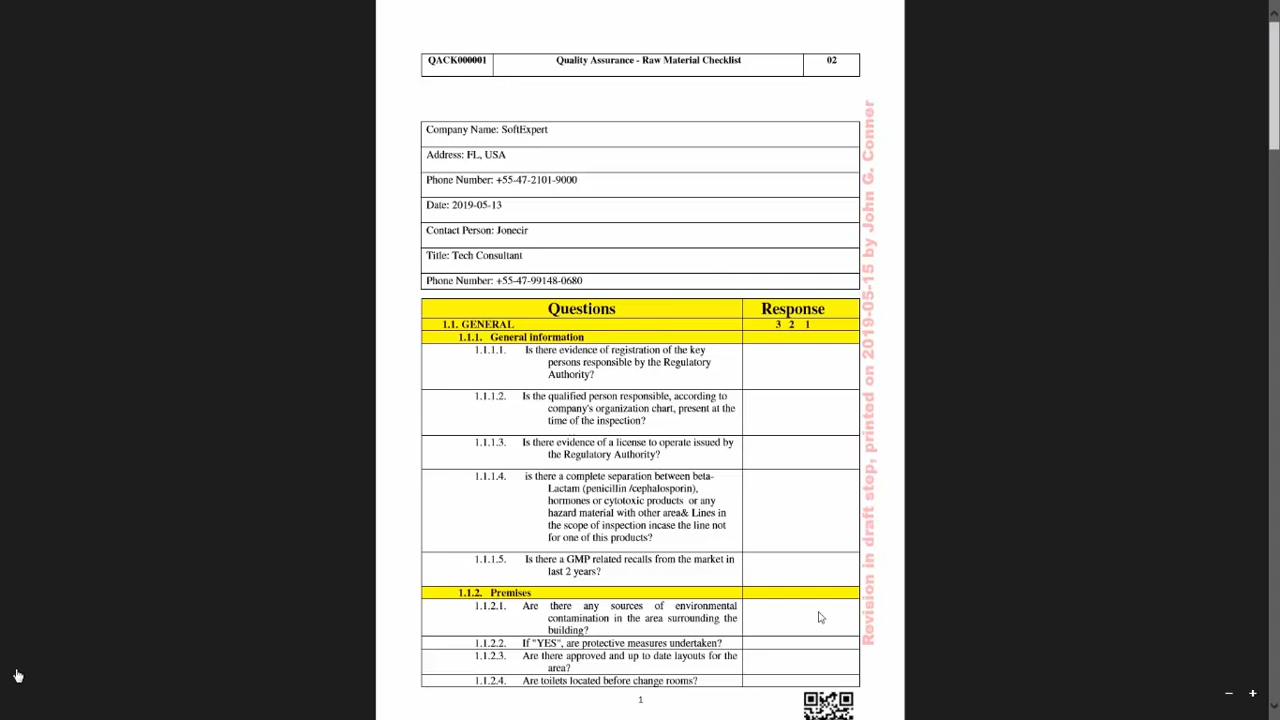 QACK000001 Quality Assurance - Raw Material Checklist 02
Company Name: SoftExpert
Address: FL, USA
Phone Number: +55-47-2101-9000
Date: 2019-05-13
Contact Person: Jonecir
Title: Tech Consultant
Phone Number: +55-47-99148-0680
Questions Response
1.1. GENERAL 3 2 1
1.1.1. General information
1.1.1.1. Is there evidence of registration of the key
persons responsible by the Regulatory
Authority?
1.1.1.2. Is the qualified person responsible, according to
company's organization chart, present at the
time of the inspection?
1.1.1.3. Is there evidence of a license to operate issued by
the Regulatory Authority?
1.1.1.4. is there a complete separation between beta-
Lactam (penicillin /cephalosporin),
hormones or cytotoxic products or any
hazard material with other area& Lines in
the scope of inspection incase the line not
for one of this products?
1.1.1.5. Is there a GMP related recalls from the market in
last 2 years?
1.1.2. Premises
1.1.2.1. Are there any sources of environmental
contamination in the area surrounding the
building?
1.1.2.2. If "YES", are protective measures undertaken?
1.1.2.3. Are there approved and up to date layouts for the
area?
1.1.2.4. Are toilets located before change rooms?
1
Revision in draft step, printed on 2019-05-15 by John G. Conner